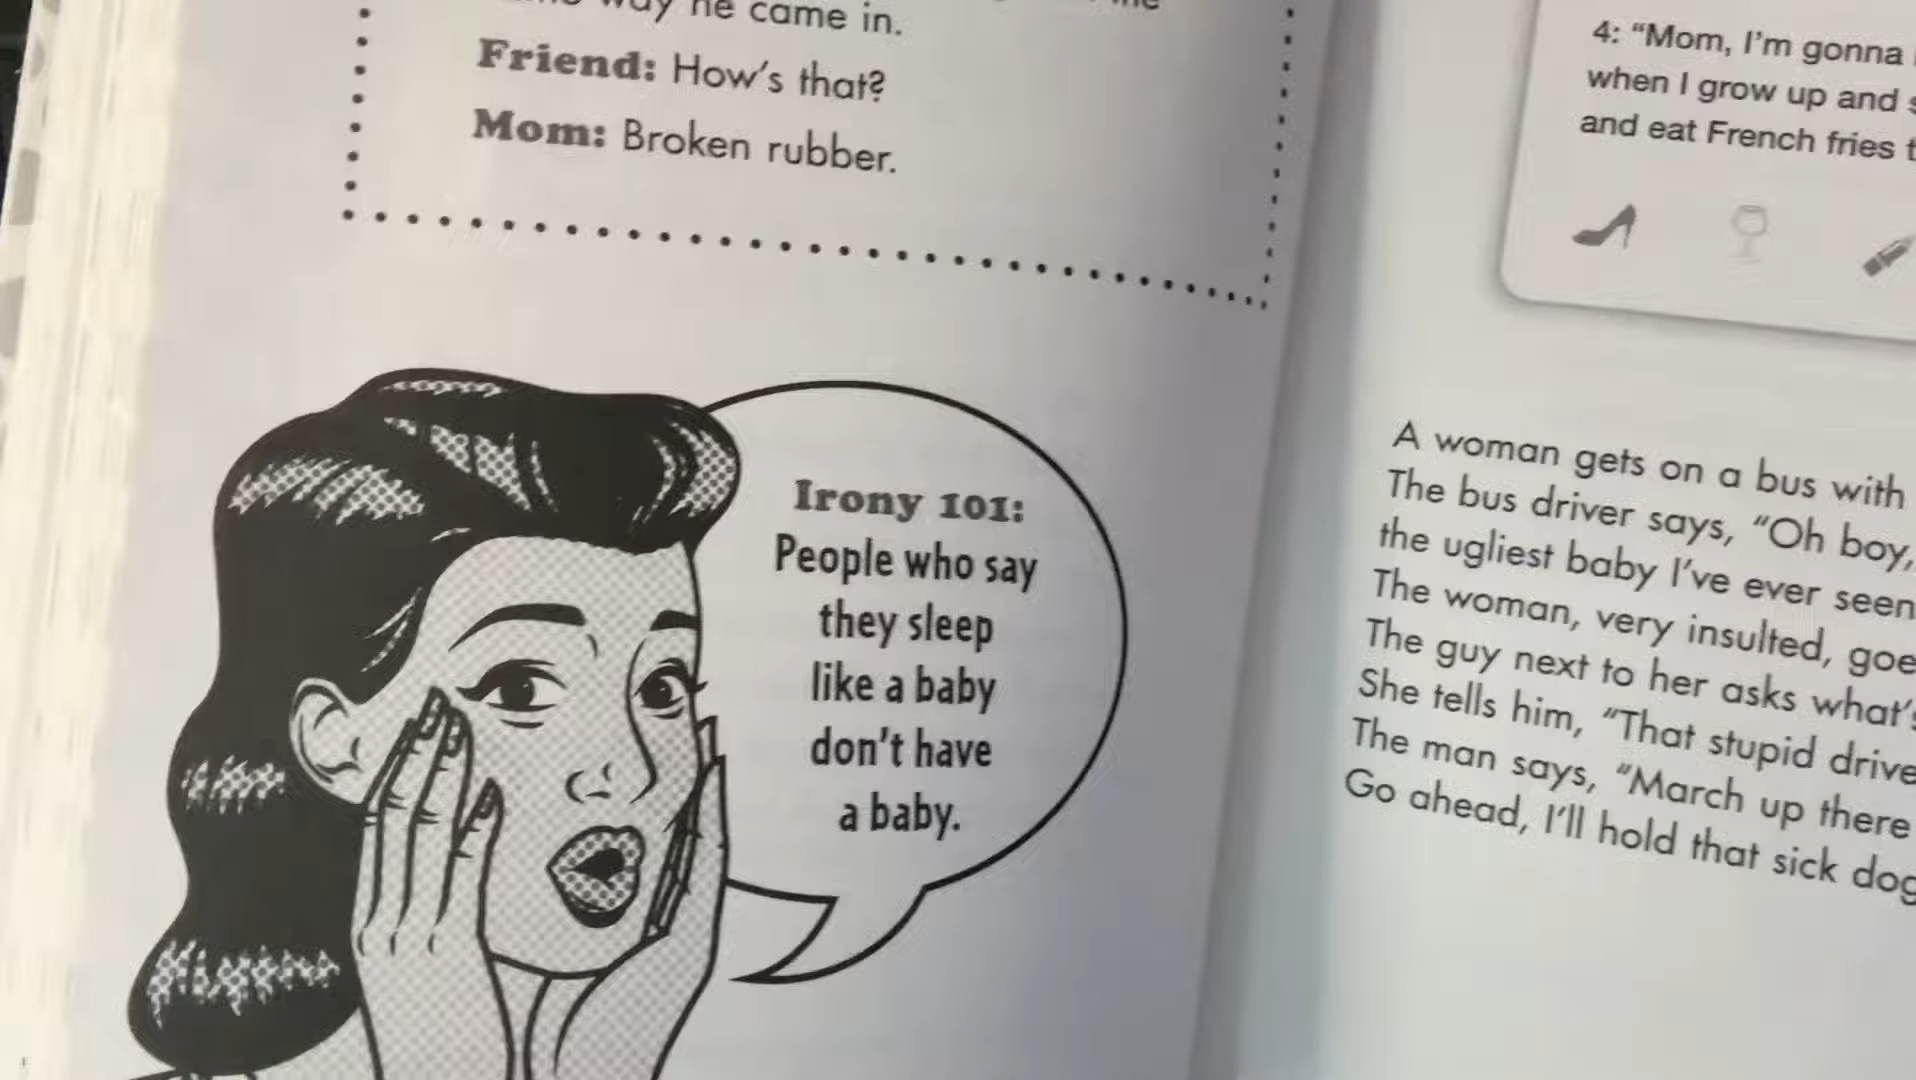 way he came in.
Friend: How's that?
Mom: Broken rubber.
Irony 101:
People who say
they sleep
like a baby
don't have
a baby.
4: "Mom, I'm gonna
when I grow up and
and eat French fries
A woman gets on a bus with
The bus driver says, "Oh boy,
the ugliest baby I've ever seen
The woman, very insulted,
The guy next to her asks
She tells him, "That stupid
The man says, "March up there
Go ahead, I'll hold that sick